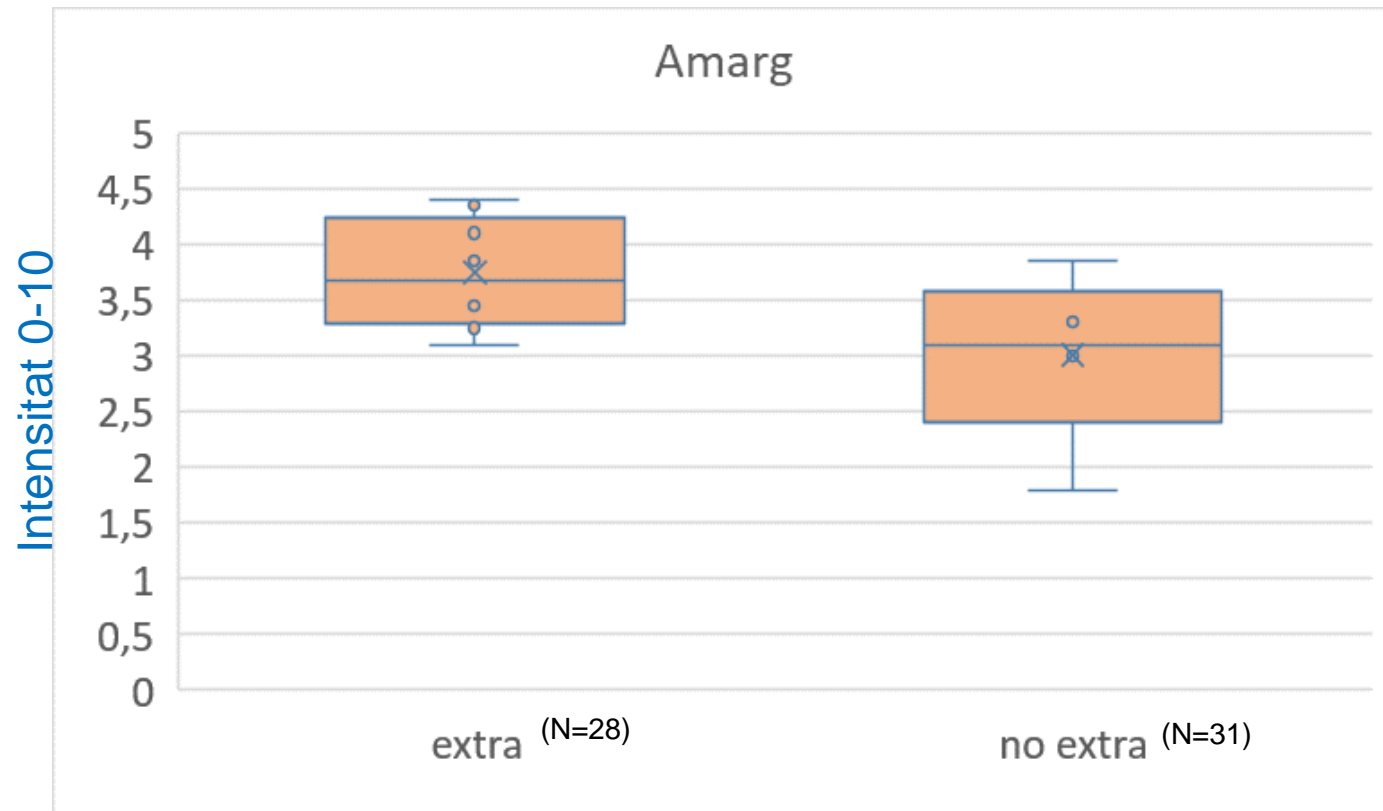 Amarg
Intensitat 0-10
5
4,5
4
3,5
3
2,5
2
1,5
1
0,5
0
extra (N=28)
no extra (N=31)